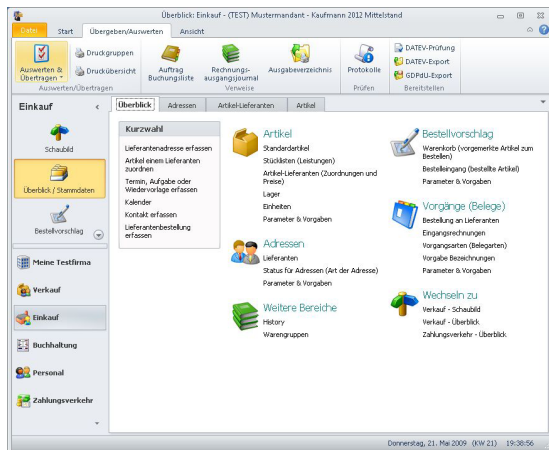 Überblick: Einkauf - (TEST) Mustermandant - Kaufmann 2012 Mittelstand
Datei Start Übergeben/Auswerten Ansicht
Auswerten & Übertragen
Druckgruppen
Druckübersicht
Auswerten/Übertragen
Auftrag Buchungsliste
Rechnungs-ausgangsjournal
Ausgabeverzeichnis
Verweise
Protokolle
Prüfen
DATEV-Prüfung
DATEV-Export
GDPdU-Export
Bereitstellen
Einkauf
Schaubild
Überblick / Stammdaten
Bestellvorschlag
Meine Testfirma
Verkauf
Einkauf
Buchhaltung
Personal
Zahlungsverkehr
Überblick Adressen Artikel-Lieferanten Artikel
Kurzwahl
Lieferantenadresse erfassen
Artikel einem Lieferanten
zuordnen
Termin, Aufgabe oder
Wiedervorlage erfassen
Kalender
Kontakt erfassen
Lieferantenbestellung
erfassen
Artikel
Standardartikel
Stücklisten (Leistungen)
Artikel-Lieferanten (Zuordnungen und
Preise)
Lager
Einheiten
Parameter & Vorgaben
Adressen
Lieferanten
Status für Adressen (Art der Adresse)
Parameter & Vorgaben
Weitere Bereiche
History
Warengruppen
Bestellvorschlag
Warenkorb (vorgemerkte Artikel zum
Bestellen)
Bestelleingang (bestellte Artikel)
Parameter & Vorgaben
Vorgänge (Belege)
Bestellung an Lieferanten
Eingangsrechnungen
Vorgangsarten (Belegarten)
Vorgabe Bezeichnungen
Parameter & Vorgaben
Wechseln zu
Verkauf - Schaubild
Verkauf - Überblick
Zahlungsverkehr - Überblick
Donnerstag, 21. Mai 2009 (KW 21) 19:38:56